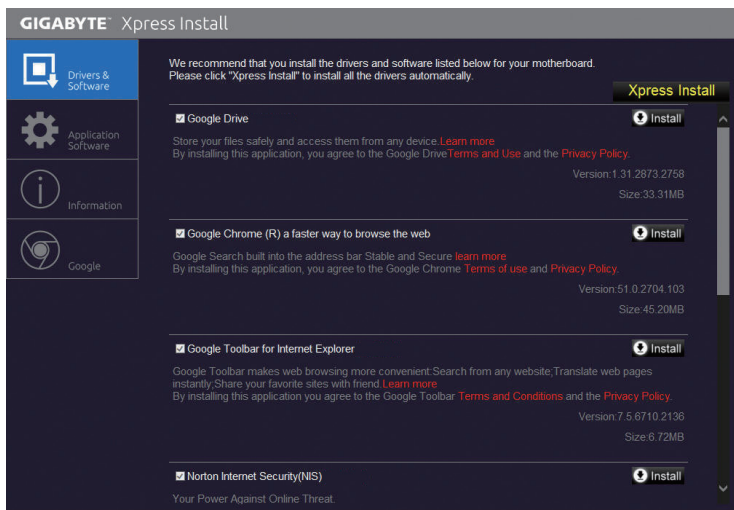 GIGABYTE™ Xpress Install
Drivers &
Software
Application
Software
Information
Google
We recommend that you install the drivers and software listed below for your motherboard.
Please click "Xpress Install" to install all the drivers automatically.
Xpress Install
Google Drive
Install
Store your files safely and access them from any device.Learn more
By installing this application, you agree to the Google DriveTerms and Use and the Privacy Policy.
Version:1.31.2873.2758
Size:33.31MB
Google Chrome (R) a faster way to browse the web
Install
Google Search built into the address bar Stable and Secure learn more
By installing this application, you agree to the Google Chrome Terms of use and Privacy Policy.
Version:51.0.2704.103
Size:45.20MB
Google Toolbar for Internet Explorer
Install
Google Toolbar makes web browsing more convenient:Search from any website;Translate web pages
instantly;Share your favorite sites with friend.Learn more
By installing this application you agree to the Google Toolbar Terms and Conditions and the Privacy Policy.
Version:7.5.6710.2136
Size:6.72MB
Norton Internet Security(NIS)
Install
Your Power Against Online Threat.